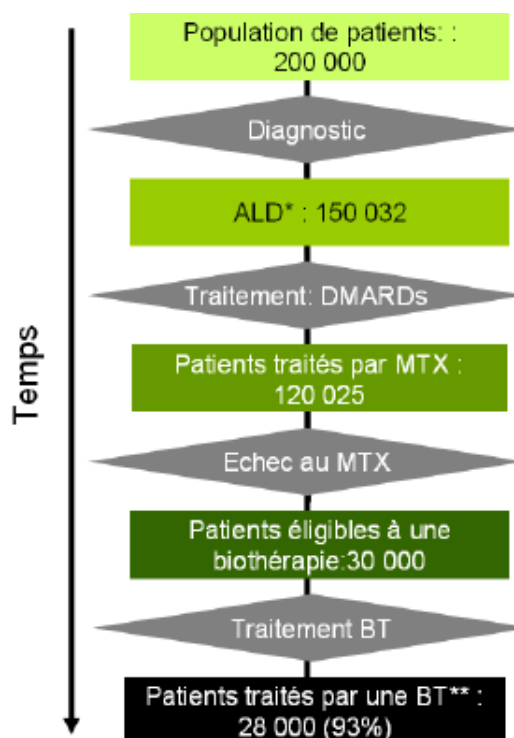 Population de patients: :
200 000
Diagnostic
ALD* : 150 032
Traitement: DMARDs
Patients traités par MTX :
120 025
Echec au MTX
Patients éligibles à une
biothérapie:30 000
Traitement BT
Patients traités par une BT** :
28 000 (93%)
Temps